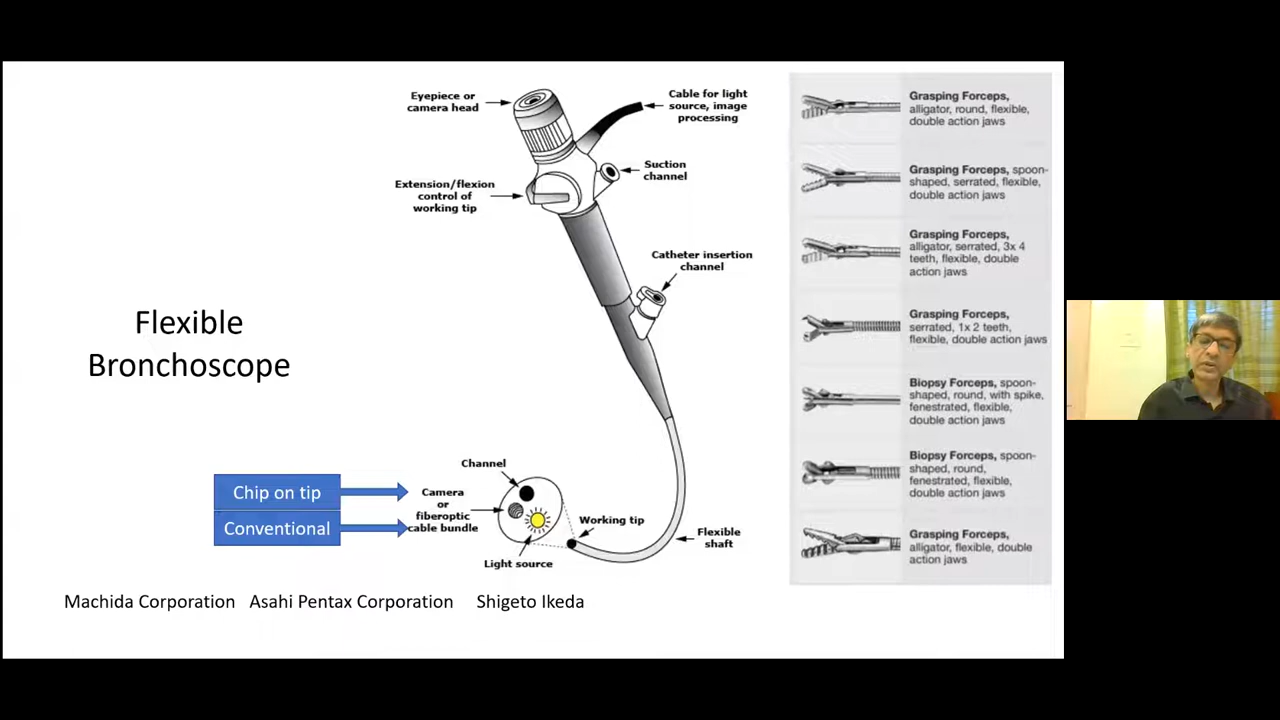 Eyepiece or
camera head
Cable for light
source, image
processing
Suction
channel
Extension/flexion
control of
working tip
Catheter insertion
channel
Flexible
Bronchoscope
Chip on tip
Conventional
Channel
Camera
or
fiberoptic
cable bundle
Light source
Working tip
Flexible
shaft
Machida Corporation Asahi Pentax Corporation Shigeto Ikeda
Grasping Forceps,
alligator, round, flexible,
double action jaws
Grasping Forceps, spoon-
shaped, serrated, flexible,
double action jaws
Grasping Forceps,
alligator, serrated, 3x 4
teeth, flexible, double
action jaws
Grasping Forceps,
serrated, 1x 2 teeth,
flexible, double action jaws
Biopsy Forceps, spoon-
shaped, round, with spike,
fenestrated, flexible,
double action jaws
Biopsy Forceps, spoon-
shaped, round,
fenestrated, flexible,
double action jaws
Grasping Forceps,
alligator, flexible, double
action jaws